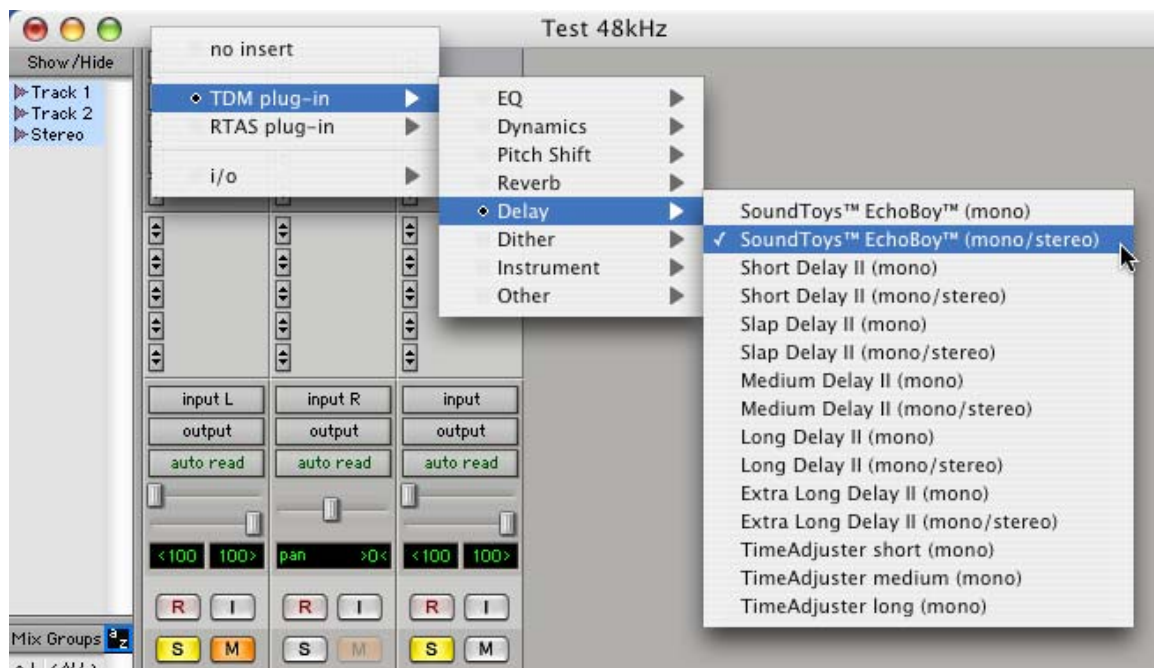 Test 48kHz
Show/Hide
Track 1
Track 2
Stereo
no insert
TDM plug-in
RTAS plug-in
i/o
EQ
Dynamics
Pitch Shift
Reverb
Delay
Dither
Instrument
Other
SoundToys™ EchoBoy™ (mono)
✓ SoundToys™ EchoBoy™ (mono/stereo)
Short Delay II (mono)
Short Delay II (mono/stereo)
Slap Delay II (mono)
Slap Delay II (mono/stereo)
Medium Delay II (mono)
Medium Delay II (mono/stereo)
Long Delay II (mono)
Long Delay II (mono/stereo)
Extra Long Delay II (mono)
Extra Long Delay II (mono/stereo)
TimeAdjuster short (mono)
TimeAdjuster medium (mono)
TimeAdjuster long (mono)
input L input R input
output output output
auto read auto read auto read
<100 100> pan >0< <100 100>
R I R I R I
S M S M S M
Mix Groups a z